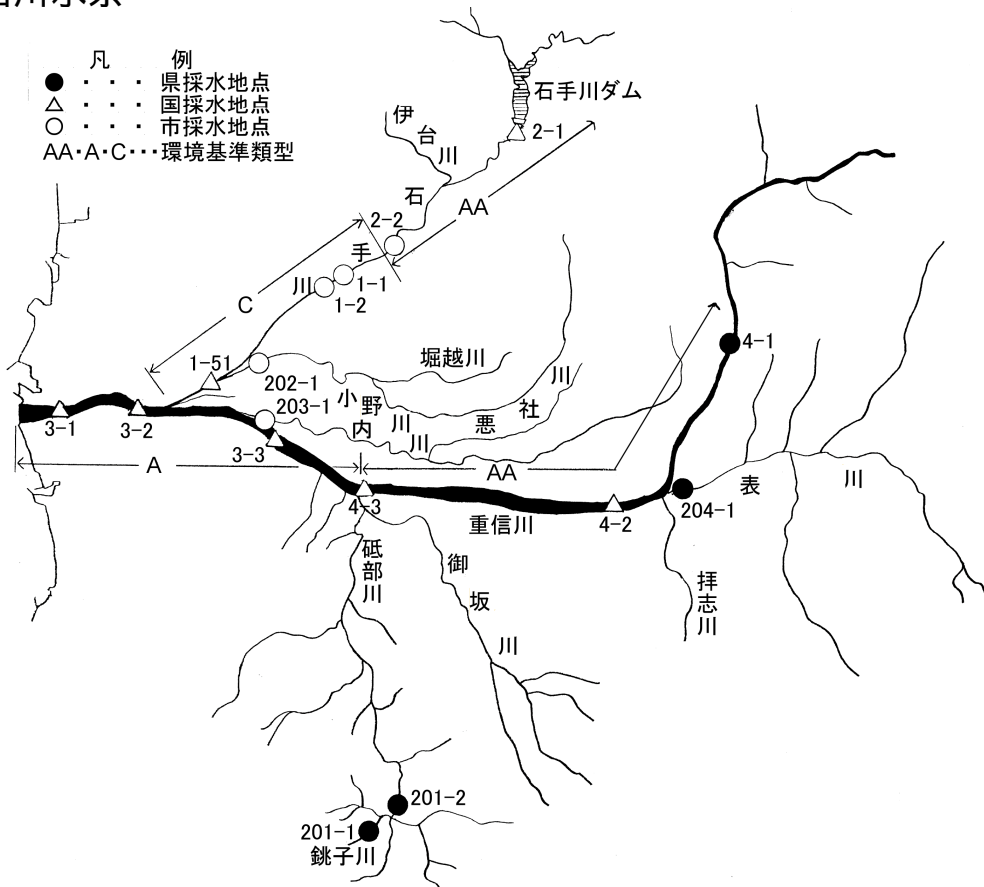 川水系
凡 例
● ・ ・ ・ 県採水地点
△ ・ ・ ・ 国採水地点
○ ・ ・ ・ 市採水地点
AA・A・C・・・環境基準類型
石手川ダム
2-1
伊台川
石手川
AA
2-2
1-1
1-2
C
1-51
202-1
堀越川
小野川
203-1
内川
悪社川
4-1
3-1
3-2
3-3
A
AA
4-3
重信川
4-2
204-1
表川
砥部川
御坂川
拝志川
201-2
201-1
銚子川